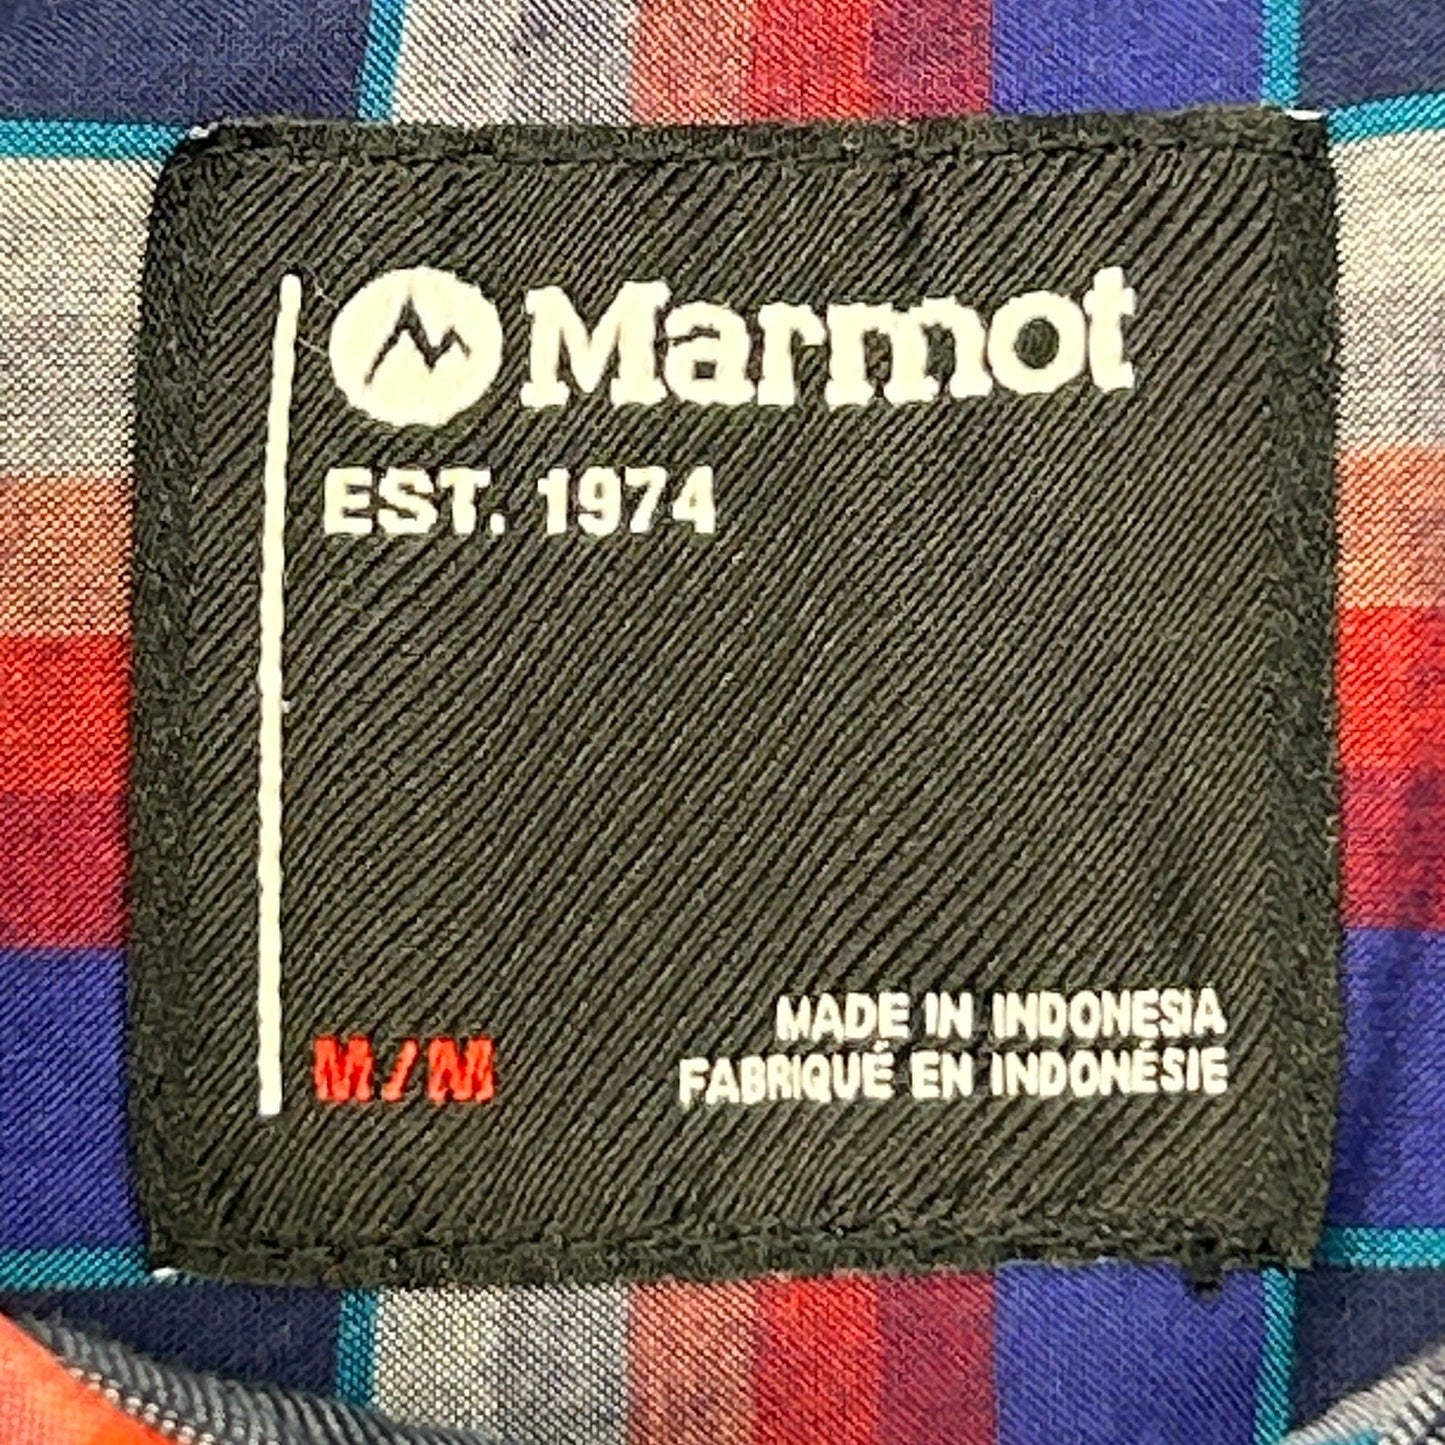 Marmot
EST. 1974
MADE IN INDONESIA
M/M
FABRIQUÉ EN INDONÉSIE